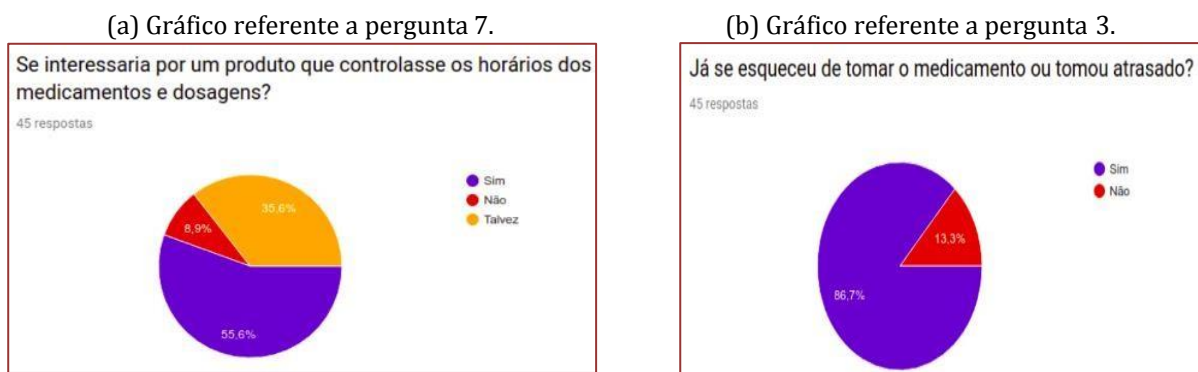 (a) Gráfico referente a pergunta 7.
Se interessaria por um produto que controlasse os horários dos
medicamentos e dosagens?
45 respostas
Sim
Não
Talvez
35,6%
8,9%
55,6%
(b) Gráfico referente a pergunta 3.
Já se esqueceu de tomar o medicamento ou tomou atrasado?
45 respostas
Sim
Não
13,3%
86,7%